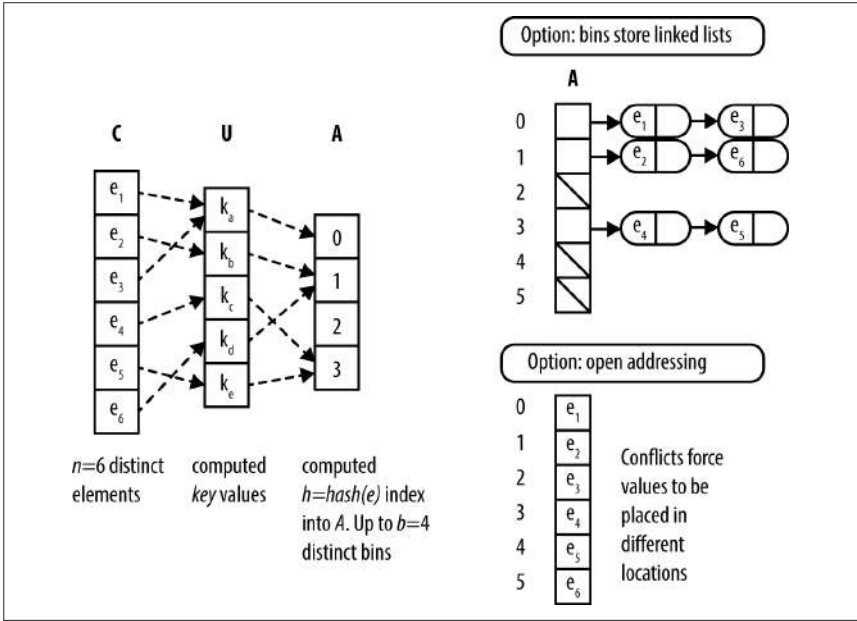 C
e1
e2
e3
e4
e5
e6
n=6 distinct
elements
U
ka
kb
kc
kd
ke
computed
key values
A
0
1
2
3
computed
h=hash(e) index
into A. Up to b=4
distinct bins
Option: bins store linked lists
A
0 e1 e3
1 e2 e6
2
3 e4 e5
4
5
Option: open addressing
0 e1
1 e2
2 e3
3 e4
4 e5
5 e6
Conflicts force
values to be
placed in
different
locations